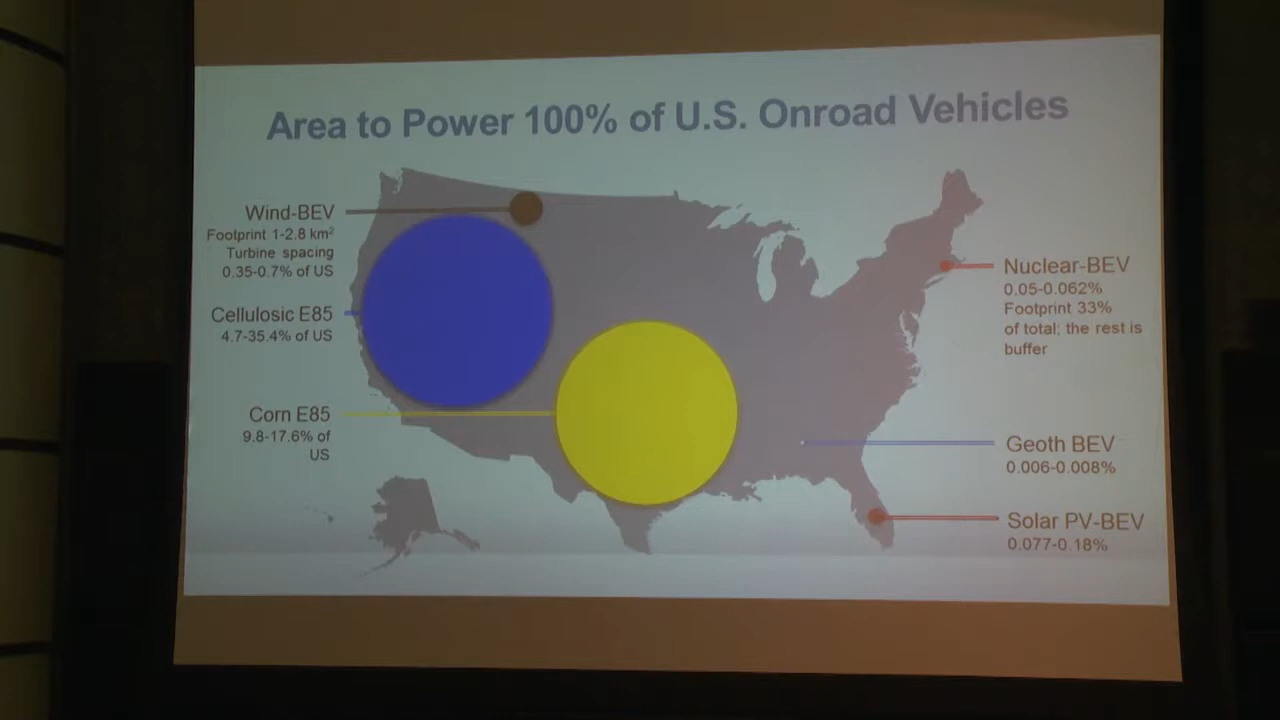 Area to Power 100% of U.S. Onroad Vehicles
Wind-BEV
Footprint 1-2.8 km²
Turbine spacing
0.35-0.7% of US
Cellulosic E85
4.7-35.4% of US
Corn E85
9.8-17.6% of
US
Nuclear-BEV
0.05-0.062%
Footprint 33%
of total; the rest is
buffer
Geoth BEV
0.006-0.008%
Solar PV-BEV
0.077-0.18%